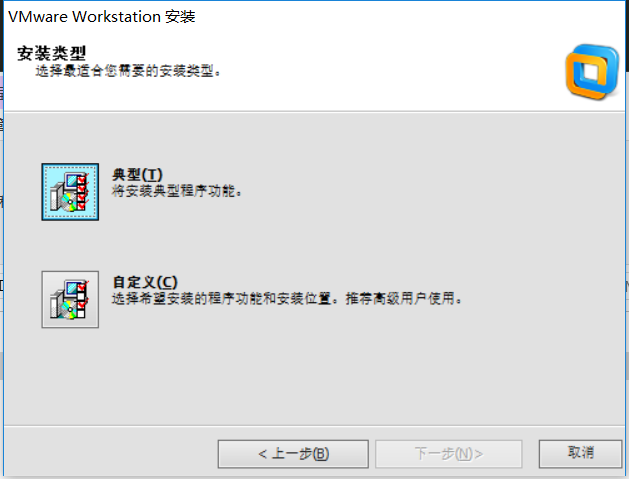 VMware Workstation 安装
安装类型
选择最适合您需要的安装类型。
典型(T)
将安装典型程序功能。
自定义(C)
选择希望安装的程序功能和安装位置。推荐高级用户使用。
< 上一步(B)
下一步(N) >
取消